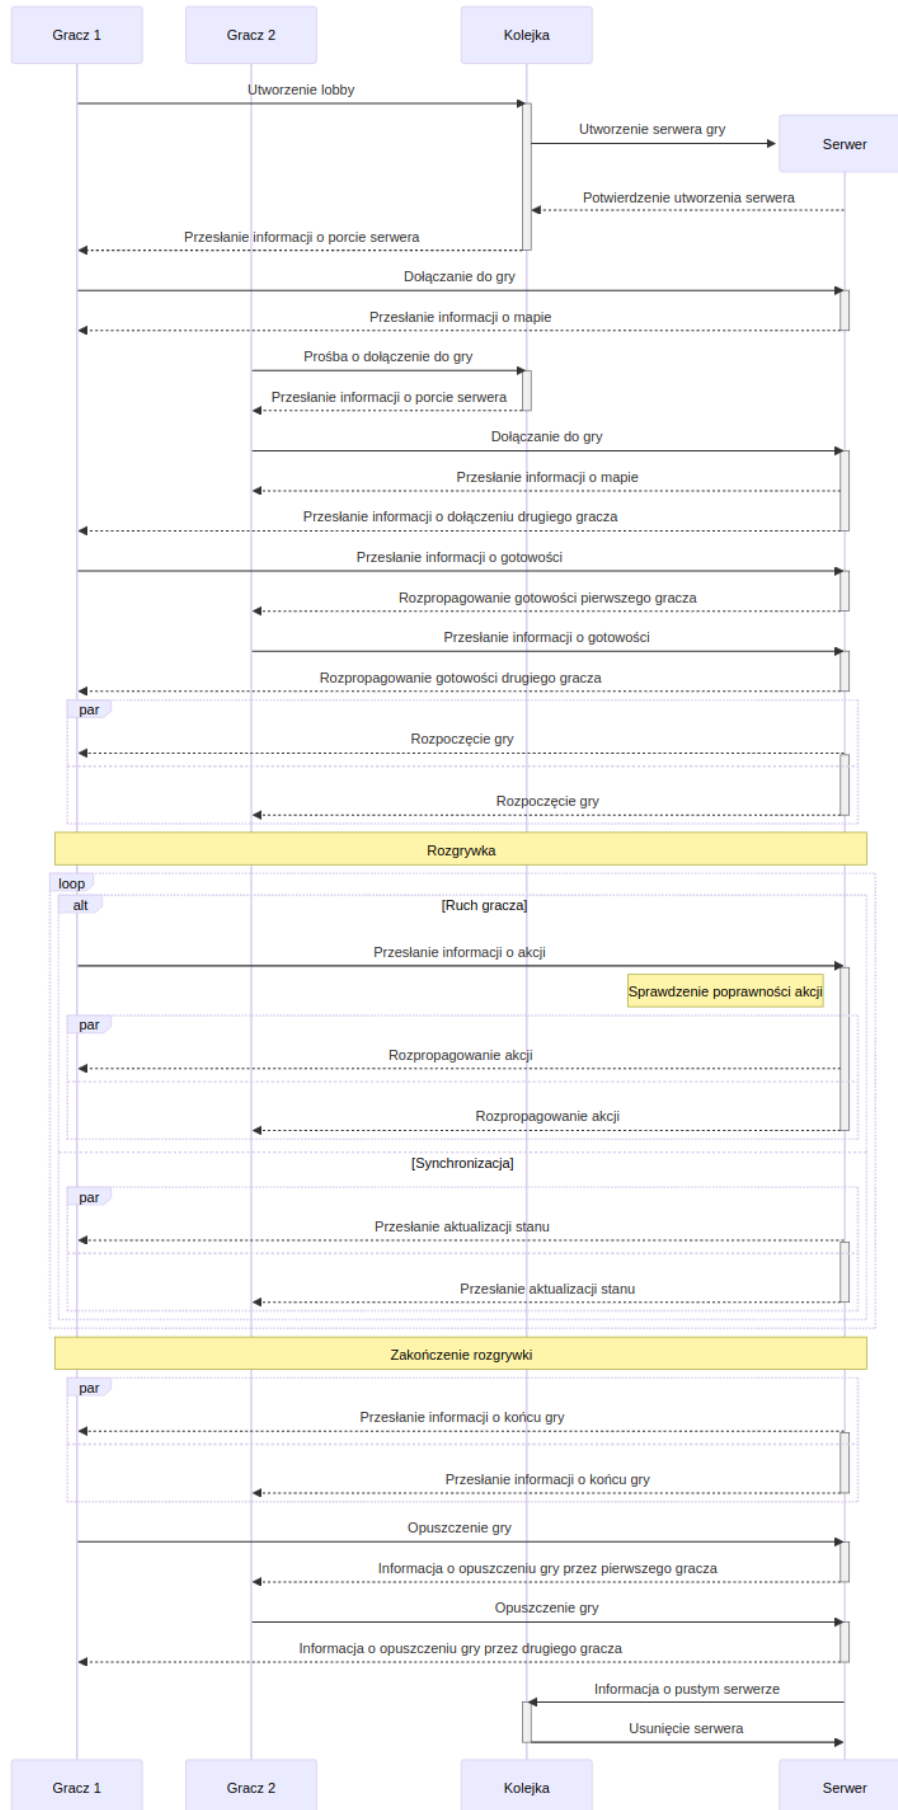 Gracz 1
Gracz 2
Kolejka
Utworzenie lobby
Utworzenie serwera gry
Serwer
Potwierdzenie utworzenia serwera
Przesłanie informacji o porcie serwera
Dołączanie do gry
Przesłanie informacji o mapie
Prośba o dołączenie do gry
Przesłanie informacji o porcie serwera
Dołączanie do gry
Przesłanie informacji o mapie
Przesłanie informacji o dołączeniu drugiego gracza
Przesłanie informacji o gotowości
Rozpropagowanie gotowości pierwszego gracza
Przesłanie informacji o gotowości
Rozpropagowanie gotowości drugiego gracza
par
Rozpoczęcie gry
Rozpoczęcie gry
Rozgrywka
loop
alt
[Ruch gracza]
Przesłanie informacji o akcji
Sprawdzenie poprawności akcji
par
Rozpropagowanie akcji
Rozpropagowanie akcji
[Synchronizacja]
par
Przesłanie aktualizacji stanu
Przesłanie aktualizacji stanu
Zakończenie rozgrywki
par
Przesłanie informacji o końcu gry
Przesłanie informacji o końcu gry
Opuszczenie gry
Informacja o opuszczeniu gry przez pierwszego gracza
Opuszczenie gry
Informacja o opuszczeniu gry przez drugiego gracza
Informacja o pustym serwerze
Usunięcie serwera
Gracz 1
Gracz 2
Kolejka
Serwer